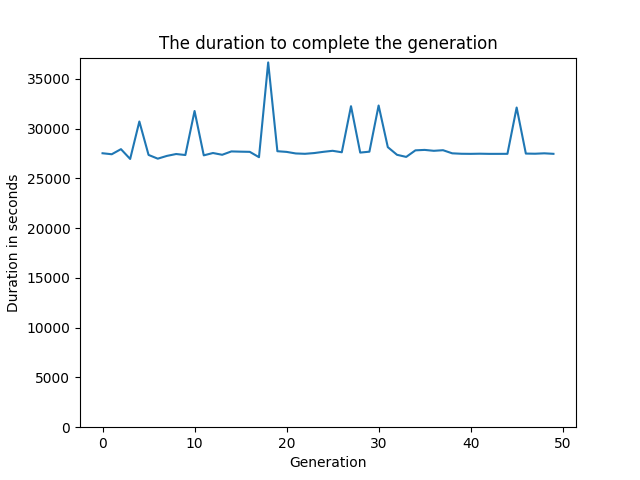 The duration to complete the generation
35000
30000
25000
20000
15000
10000
5000
0
Duration in seconds
0 10 20 30 40 50
Generation